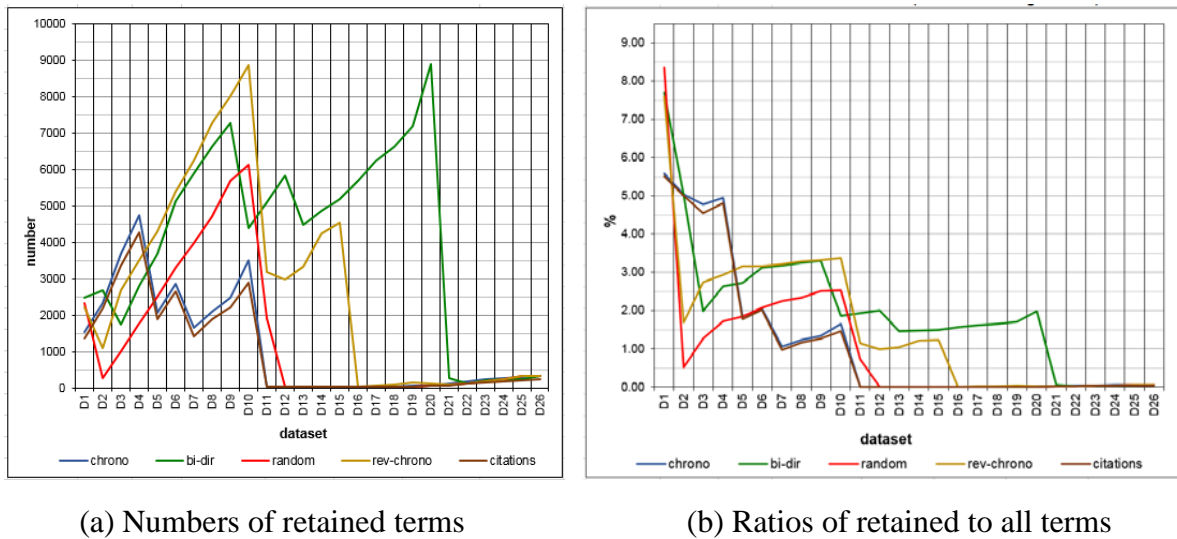 10000
9000
8000
7000
6000
5000
4000
3000
2000
1000
0
number
D1 D2 D3 D4 D5 D6 D7 D8 D9 D10 D11 D12 D13 D14 D15 D16 D17 D18 D19 D20 D21 D22 D23 D24 D25 D26
dataset
chrono bi-dir random rev-chrono citations
(a) Numbers of retained terms
9.00
8.00
7.00
6.00
5.00
4.00
3.00
2.00
1.00
0.00
%
D1 D2 D3 D4 D5 D6 D7 D8 D9 D10 D11 D12 D13 D14 D15 D16 D17 D18 D19 D20 D21 D22 D23 D24 D25 D26
dataset
chrono bi-dir random rev-chrono citations
(b) Ratios of retained to all terms